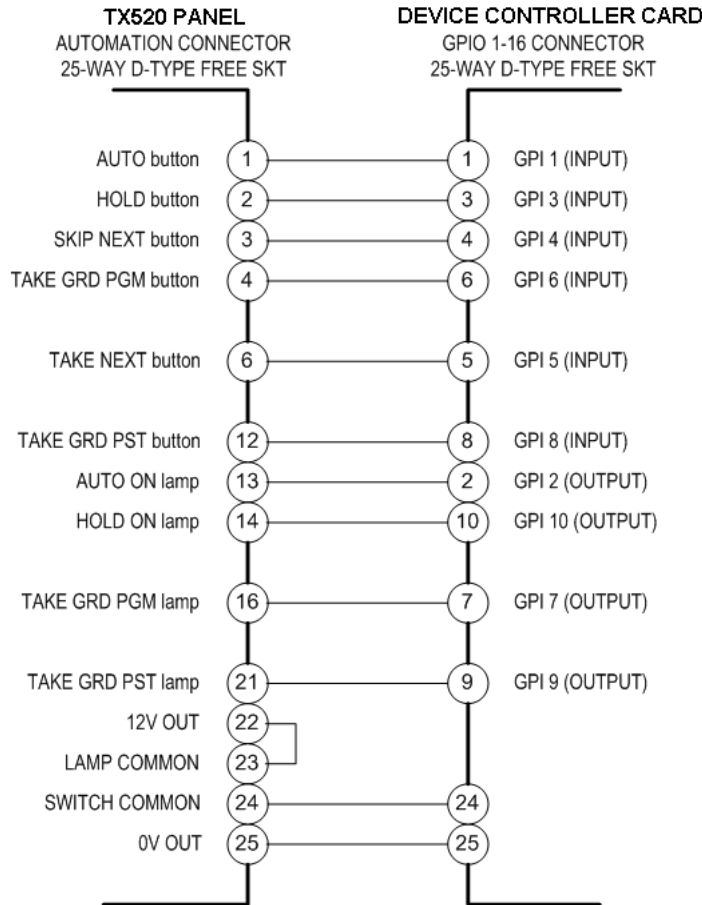 TX520 PANEL DEVICE CONTROLLER CARD
AUTOMATION CONNECTOR GPIO 1-16 CONNECTOR
25-WAY D-TYPE FREE SKT 25-WAY D-TYPE FREE SKT
AUTO button 1 1 GPI 1 (INPUT)
HOLD button 2 3 GPI 3 (INPUT)
SKIP NEXT button 3 4 GPI 4 (INPUT)
TAKE GRD PGM button 4 6 GPI 6 (INPUT)
TAKE NEXT button 6 5 GPI 5 (INPUT)
TAKE GRD PST button 12 8 GPI 8 (INPUT)
AUTO ON lamp 13 2 GPI 2 (OUTPUT)
HOLD ON lamp 14 10 GPI 10 (OUTPUT)
TAKE GRD PGM lamp 16 7 GPI 7 (OUTPUT)
TAKE GRD PST lamp 21 9 GPI 9 (OUTPUT)
12V OUT 22
LAMP COMMON 23
SWITCH COMMON 24 24
0V OUT 25 25